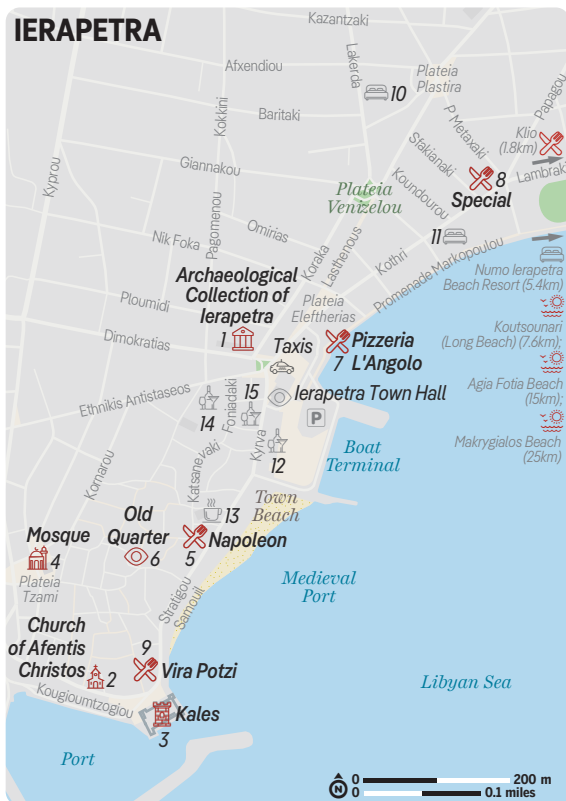 IERAPETRA
Kazantzaki
Lakerda
Afxendiou
Plateia
Plastira
10
Kokkini
Baritaki
P Metaxaki
Papagou
Klio
(1.8km)
Sfakianaki
Giannakou
Kyprou
8
Lambraki
Special
Koundourou
Plateia
Venizelou
Pagomenou
Omirias
11
Nik Foka
Koraka
Lasthenous
Kothri
Promenade Markopoulou
Numo Ierapetra
Beach Resort (5.4km)
Archaeological
Collection of
Ierapetra
Plateia
Eleftherias
Ploumidi
Koutsounari
(Long Beach) (7.6km);
Dimokratias
1
Taxis
Pizzeria
7 L'Angolo
Agia Fotia Beach
(15km);
Ethnikis Antistaseos
15
Foniadaki
Ierapetra Town Hall
14
P
Makrygialos Beach
(25km)
Kyrva
12
Boat
Terminal
Kornarou
Katsanevaki
Town
Beach
13
Old
Quarter
6
Mosque
4
5
Napoleon
Plateia
Tzami
Medieval
Port
Stratigou
Samouil
Church
of Afentis
Christos
2
9
Vira Potzi
Libyan Sea
Kougioumtzogiou
Kales
3
Port
N
0 200 m
0 0.1 miles